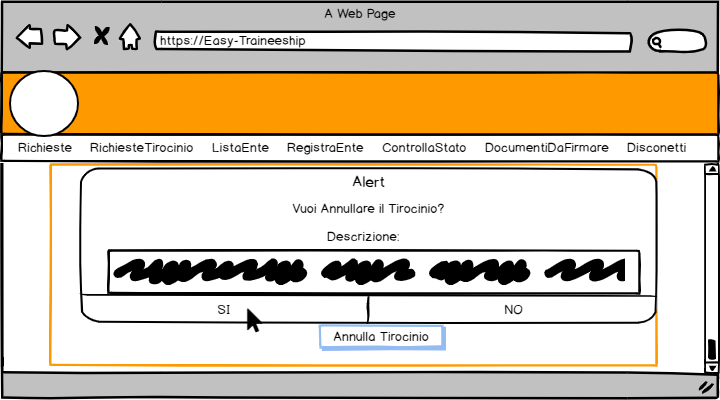 A Web Page
https://Easy-Traineeship
Richieste RichiesteTirocinio ListaEnte RegistraEnte ControllaStato DocumentiDaFirmare Disconetti
Alert
Vuoi Annullare il Tirocinio?
Descrizione:
SI NO
Annulla Tirocinio